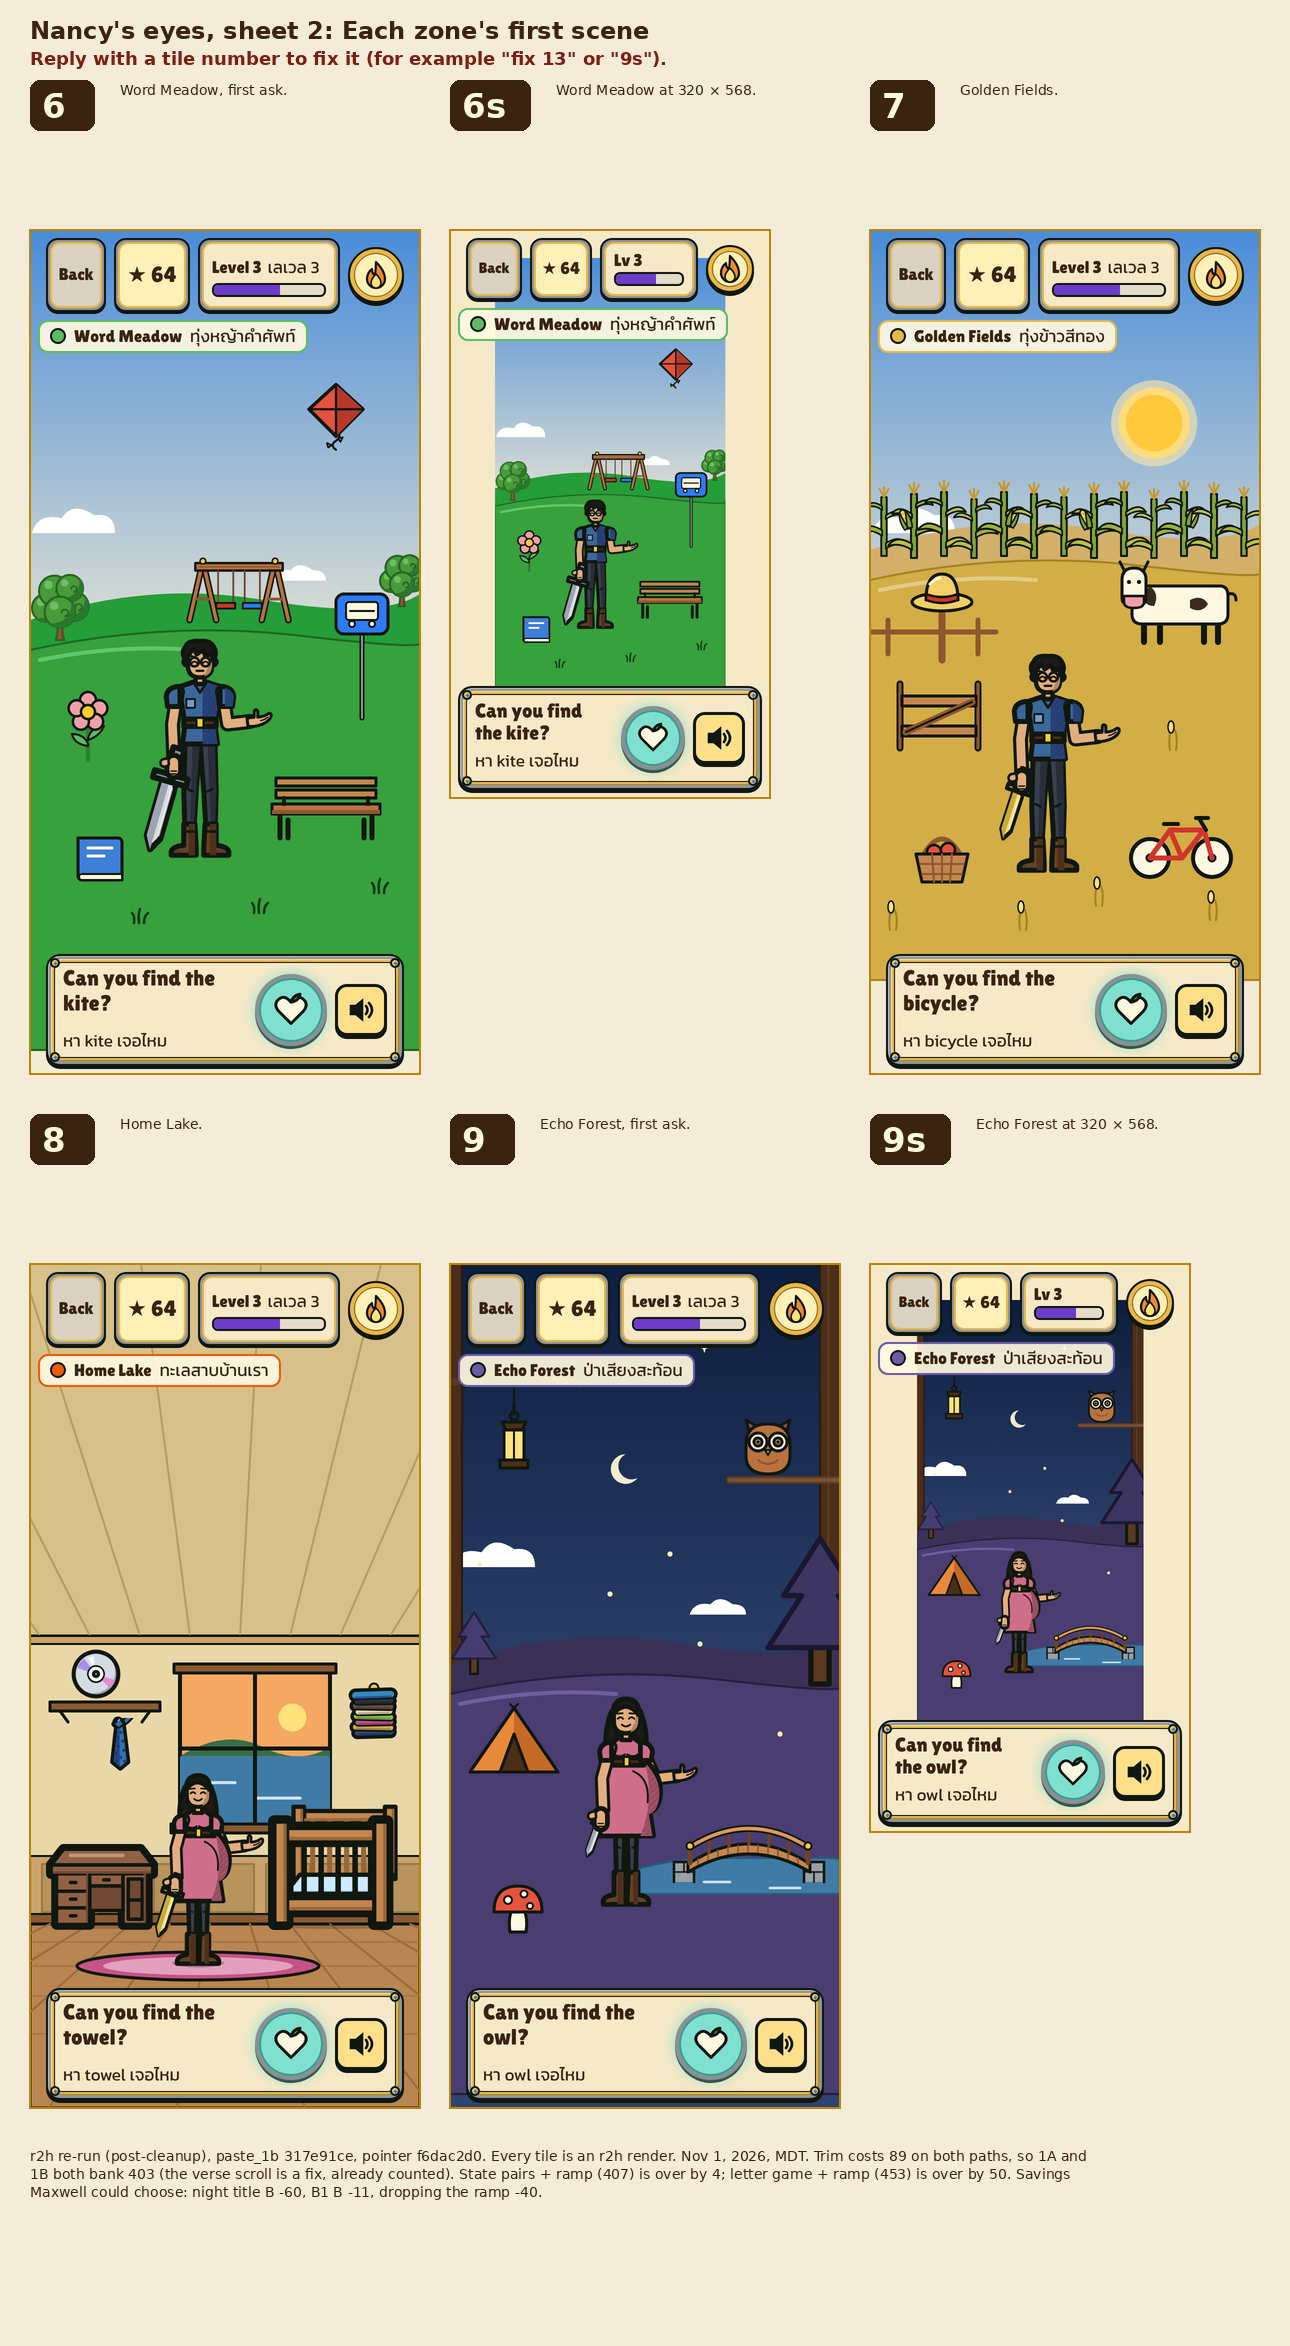 Nancy's eyes, sheet 2: Each zone's first scene
Reply with a tile number to fix it (for example "fix 13" or "9s").
6
Word Meadow, first ask.
6s
Word Meadow at 320 × 568.
7
Golden Fields.
Back
★ 64
Level 3 เลเวล 3
Word Meadow ทุ่งหญ้าคำศัพท์
Can you find the
kite?
หา kite เจอไหม
Back
★ 64
Lv 3
Word Meadow ทุ่งหญ้าคำศัพท์
Can you find
the kite?
หา kite เจอไหม
Back
★ 64
Level 3 เลเวล 3
Golden Fields ทุ่งข้าวสีทอง
Can you find the
bicycle?
หา bicycle เจอไหม
8
Home Lake.
9
Echo Forest, first ask.
9s
Echo Forest at 320 × 568.
Back
★ 64
Level 3 เลเวล 3
Home Lake ทะเลสาบบ้านเรา
Can you find the
towel?
หา towel เจอไหม
Back
★ 64
Level 3 เลเวล 3
Echo Forest ป่าเสียงสะท้อน
Can you find the
owl?
หา owl เจอไหม
Back
★ 64
Lv 3
Echo Forest ป่าเสียงสะท้อน
Can you find
the owl?
หา owl เจอไหม
r2h re-run (post-cleanup), paste_1b 317e91ce, pointer f6dac2d0. Every tile is an r2h render. Nov 1, 2026, MDT. Trim costs 89 on both paths, so 1A and
1B both bank 403 (the verse scroll is a fix, already counted). State pairs + ramp (407) is over by 4; letter game + ramp (453) is over by 50. Savings
Maxwell could choose: night title B -60, B1 B -11, dropping the ramp -40.